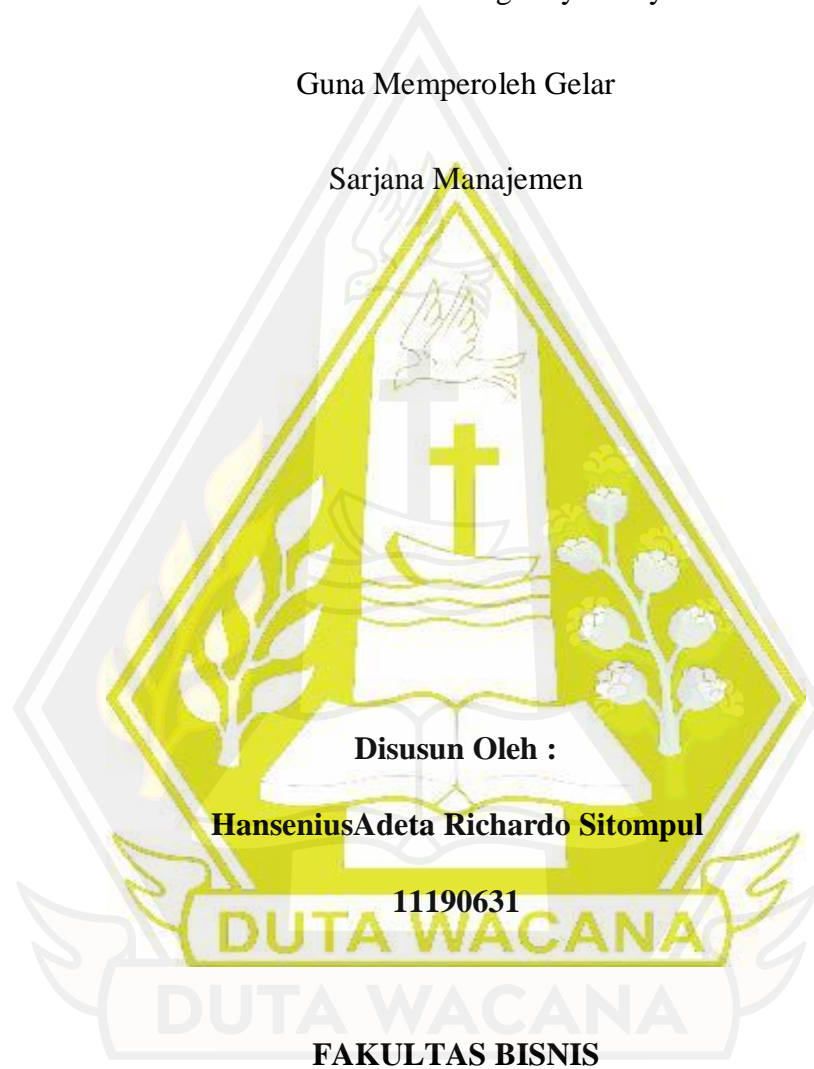 Guna Memperoleh Gelar
Sarjana Manajemen
Disusun Oleh :
HanseniusAdeta Richardo Sitompul
11190631
DUTA WACANA
DUTA WACANA
FAKULTAS BISNIS